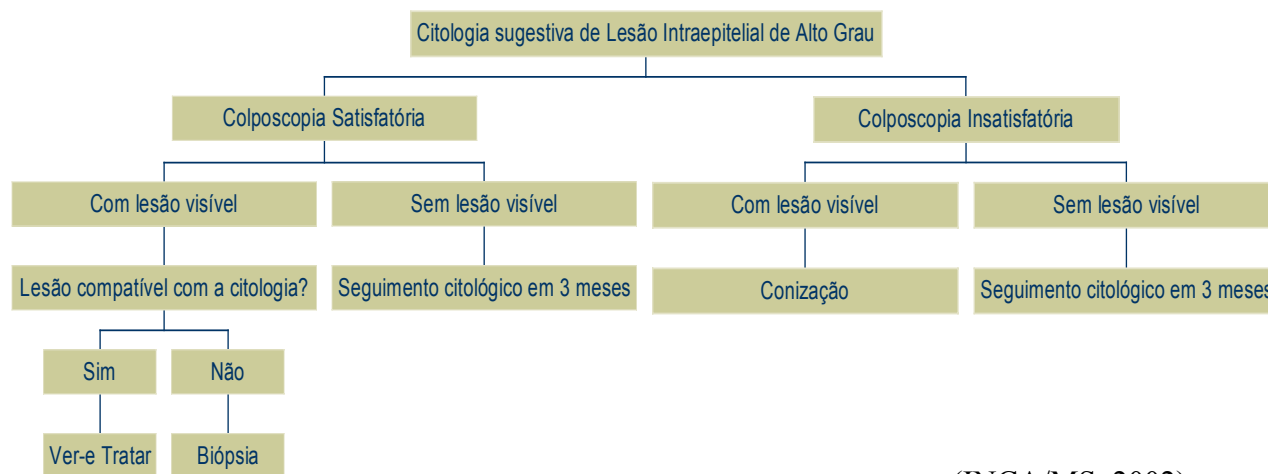 Citologia sugestiva de Lesão Intraepitelial de Alto Grau
Colposcopia Satisfatória
Colposcopia Insatisfatória
Com lesão visível
Sem lesão visível
Com lesão visível
Sem lesão visível
Lesão compatível com a citologia?
Seguimento citológico em 3 meses
Conização
Seguimento citológico em 3 meses
Sim
Não
Ver-e Tratar
Biópsia